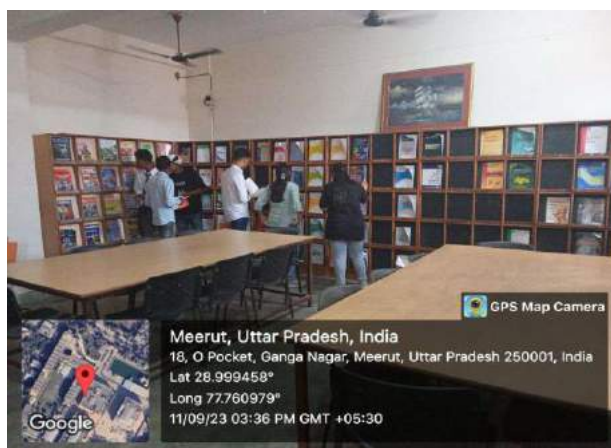 GPS Map Camera
Meerut, Uttar Pradesh, India
18, O Pocket, Ganga Nagar, Meerut, Uttar Pradesh 250001, India
Lat 28.999458°
Long 77.760979°
11/09/23 03:36 PM GMT +05:30
Google